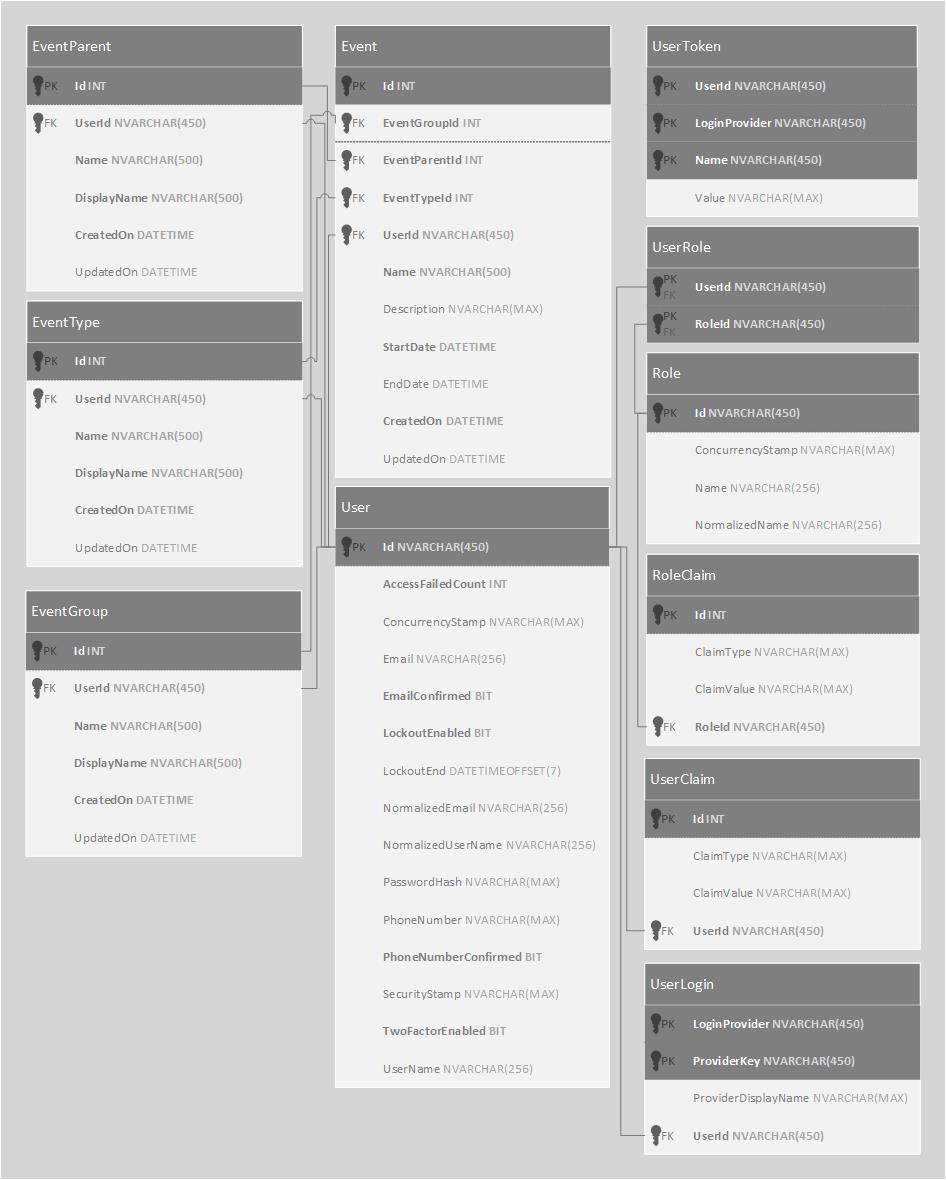 EventParent
PK Id INT
FK UserId NVARCHAR(450)
Name NVARCHAR(500)
DisplayName NVARCHAR(500)
CreatedOn DATETIME
UpdatedOn DATETIME
EventType
PK Id INT
FK UserId NVARCHAR(450)
Name NVARCHAR(500)
DisplayName NVARCHAR(500)
CreatedOn DATETIME
UpdatedOn DATETIME
EventGroup
PK Id INT
FK UserId NVARCHAR(450)
Name NVARCHAR(500)
DisplayName NVARCHAR(500)
CreatedOn DATETIME
UpdatedOn DATETIME
Event
PK Id INT
FK EventGroupId INT
FK EventParentId INT
FK EventTypeId INT
FK UserId NVARCHAR(450)
Name NVARCHAR(500)
Description NVARCHAR(MAX)
StartDate DATETIME
EndDate DATETIME
CreatedOn DATETIME
UpdatedOn DATETIME
User
PK Id NVARCHAR(450)
AccessFailedCount INT
ConcurrencyStamp NVARCHAR(MAX)
Email NVARCHAR(256)
EmailConfirmed BIT
LockoutEnabled BIT
LockoutEnd DATETIMEOFFSET(7)
NormalizedEmail NVARCHAR(256)
NormalizedUserName NVARCHAR(256)
PasswordHash NVARCHAR(MAX)
PhoneNumber NVARCHAR(MAX)
PhoneNumberConfirmed BIT
SecurityStamp NVARCHAR(MAX)
TwoFactorEnabled BIT
UserName NVARCHAR(256)
UserToken
PK UserId NVARCHAR(450)
PK LoginProvider NVARCHAR(450)
PK Name NVARCHAR(450)
Value NVARCHAR(MAX)
UserRole
PK
FK UserId NVARCHAR(450)
PK
FK RoleId NVARCHAR(450)
Role
PK Id NVARCHAR(450)
ConcurrencyStamp NVARCHAR(MAX)
Name NVARCHAR(256)
NormalizedName NVARCHAR(256)
RoleClaim
PK Id INT
ClaimType NVARCHAR(MAX)
ClaimValue NVARCHAR(MAX)
FK RoleId NVARCHAR(450)
UserClaim
PK Id INT
ClaimType NVARCHAR(MAX)
ClaimValue NVARCHAR(MAX)
FK UserId NVARCHAR(450)
UserLogin
PK LoginProvider NVARCHAR(450)
PK ProviderKey NVARCHAR(450)
ProviderDisplayName NVARCHAR(MAX)
FK UserId NVARCHAR(450)